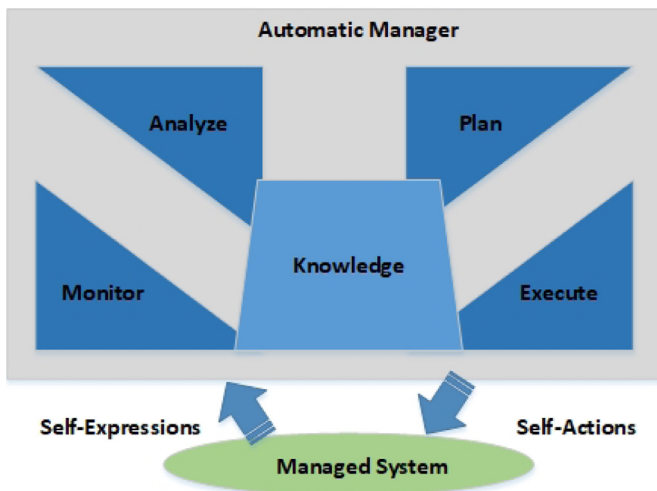 Automatic Manager
Analyze
Plan
Knowledge
Monitor
Execute
Self-Expressions
Self-Actions
Managed System